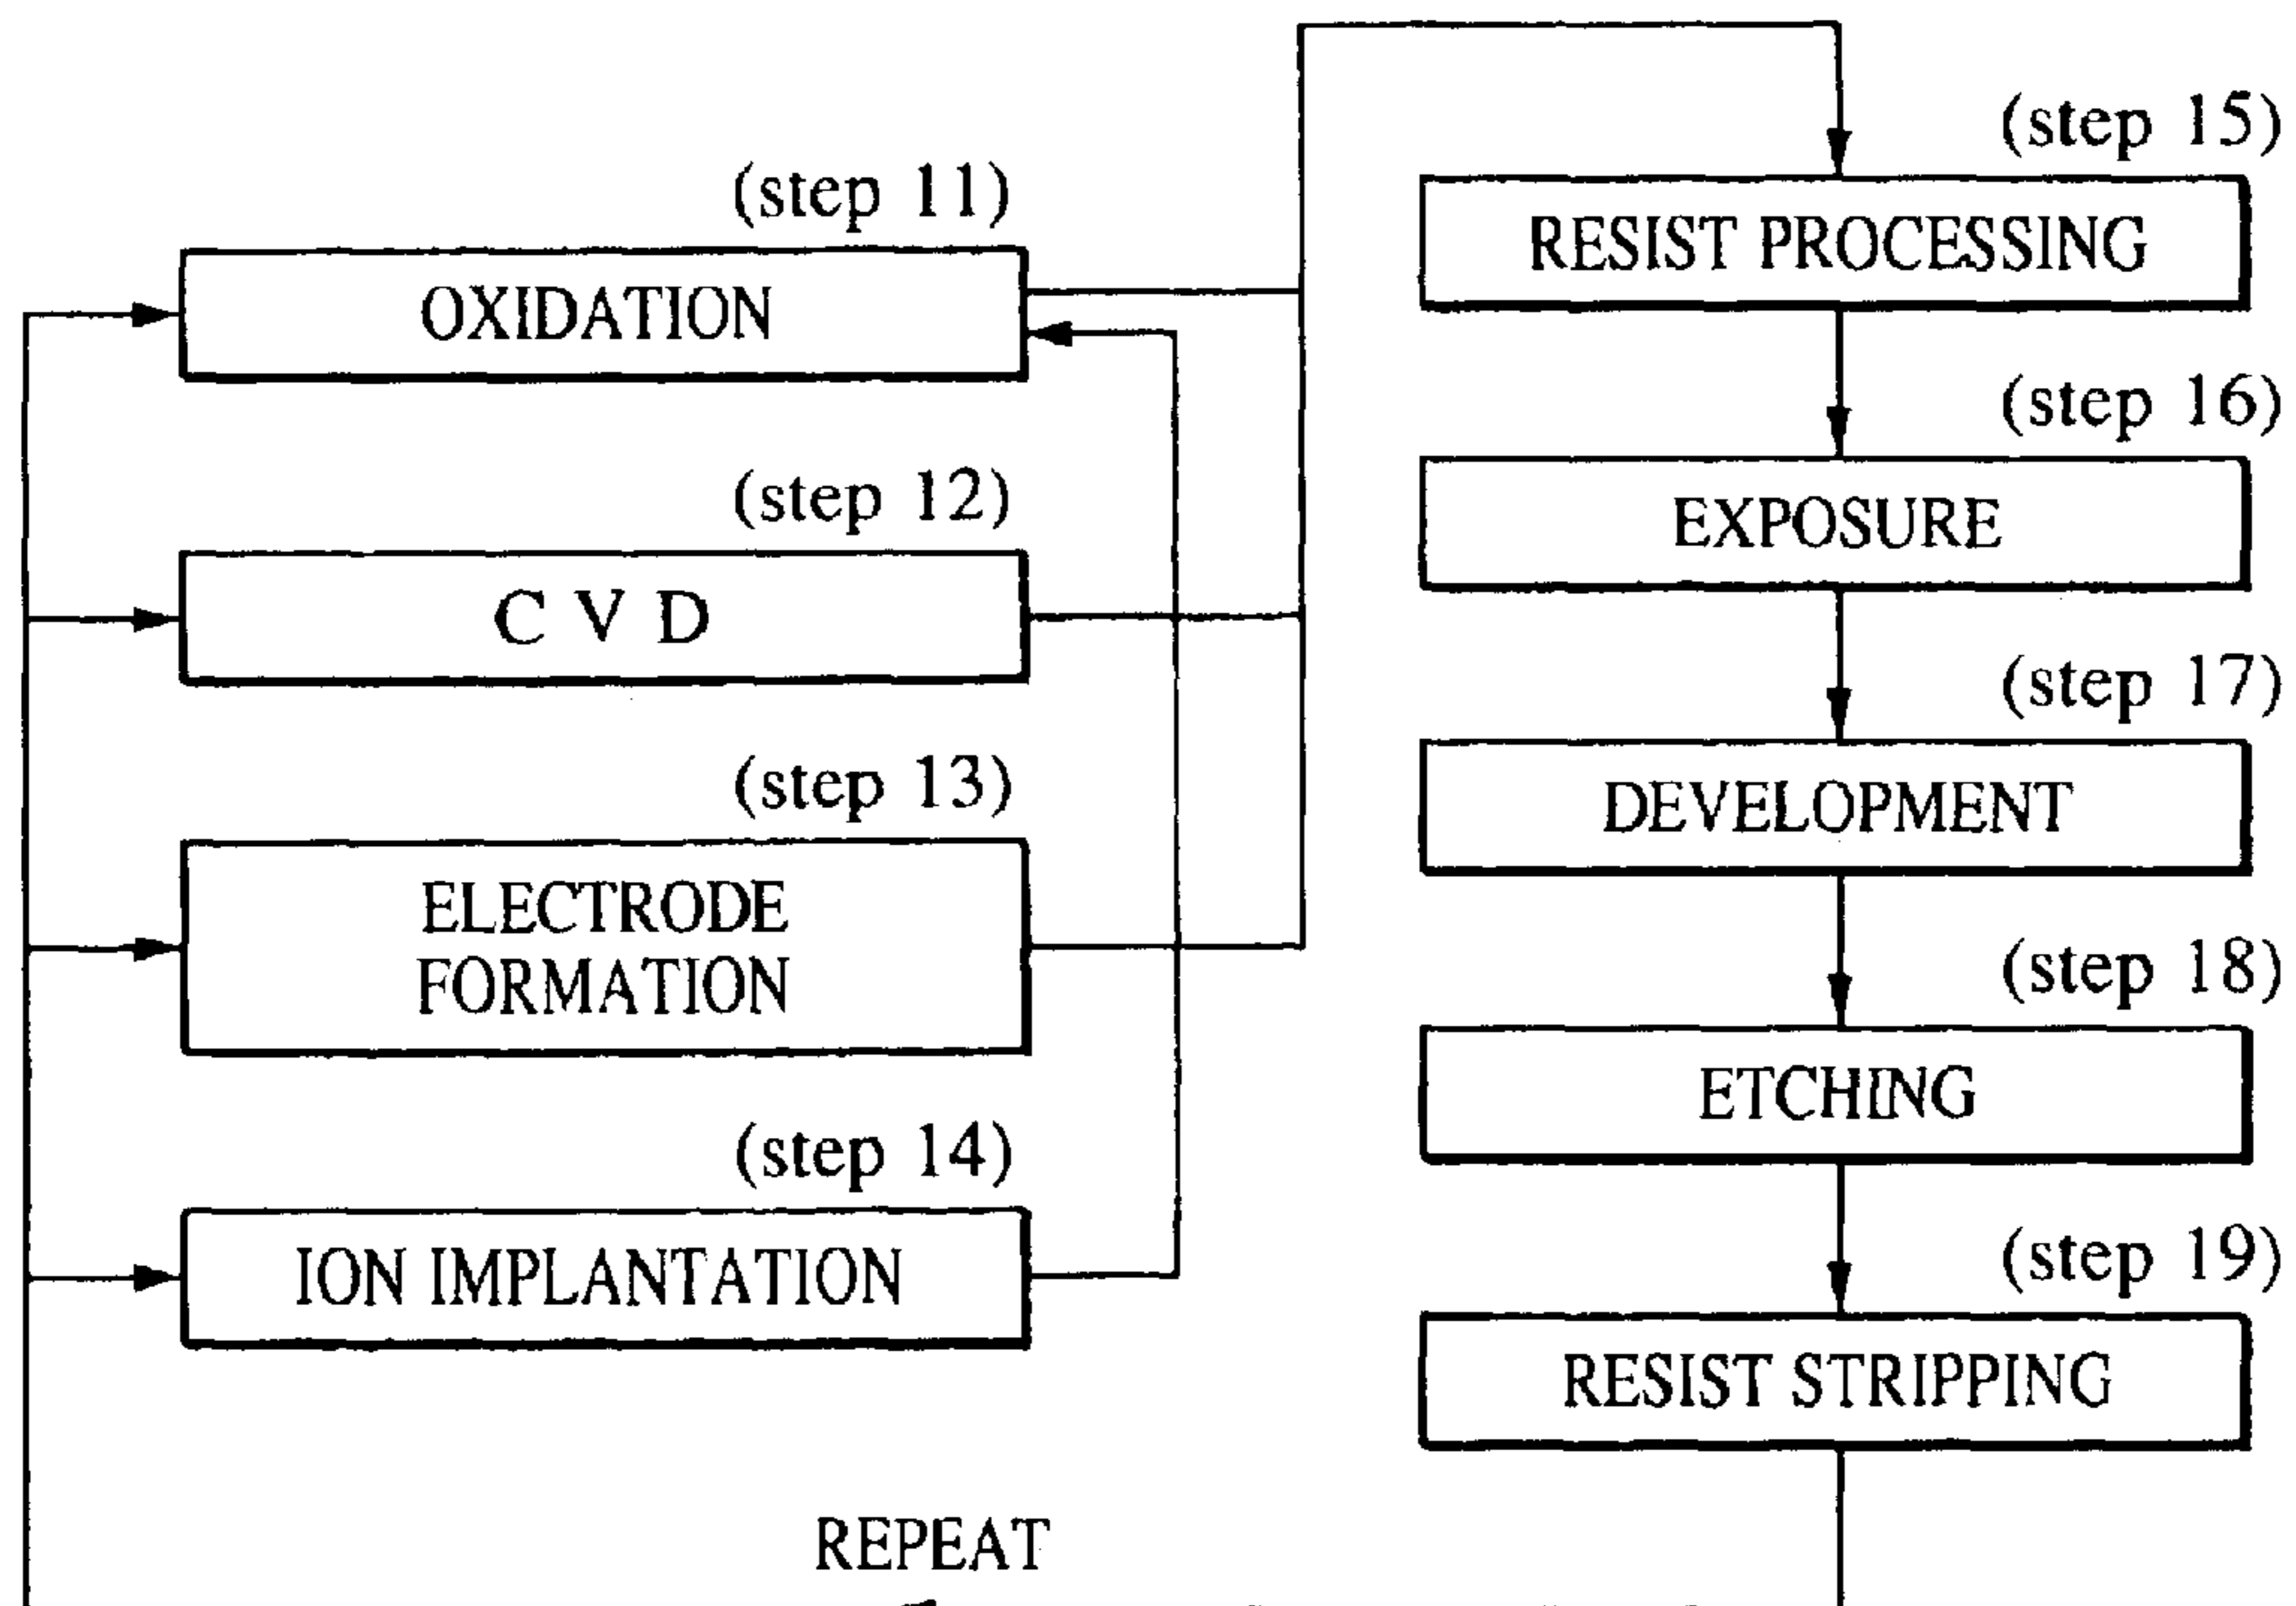 (step 11)
OXIDATION
(step 12)
C V D
(step 13)
ELECTRODE
FORMATION
(step 14)
ION IMPLANTATION
(step 15)
RESIST PROCESSING
(step 16)
EXPOSURE
(step 17)
DEVELOPMENT
(step 18)
ETCHING
(step 19)
RESIST STRIPPING
REPEAT